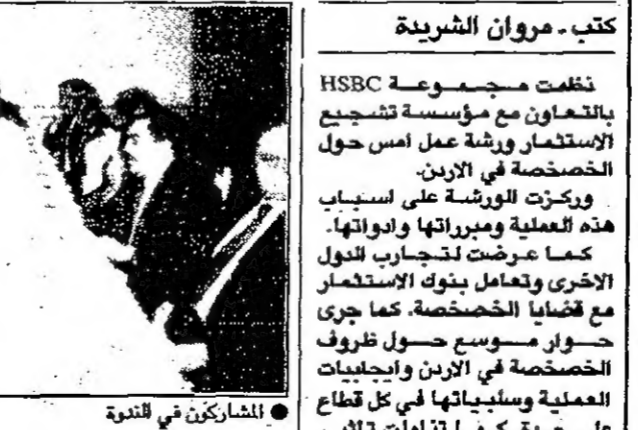 كتب ـ مروان الشريدة
نظمت مجموعة HSBC
بالتعاون مع مؤسسة تشجيع
الاستثمار ورشة عمل امس حول
الخصخصة في الاردن.
وركزت الورشة على اسباب
هذه العملية ومبرراتها وادواتها.
كما عرضت لتجارب الدول
الاخرى وتعامل بنوك الاستثمار
مع قضايا الخصخصة، كما جرى
حوار موسع حول ظروف
الخصخصة في الاردن وايجابيات
العملية وسلبياتها في كل قطاع
● المشاركون في الندوة